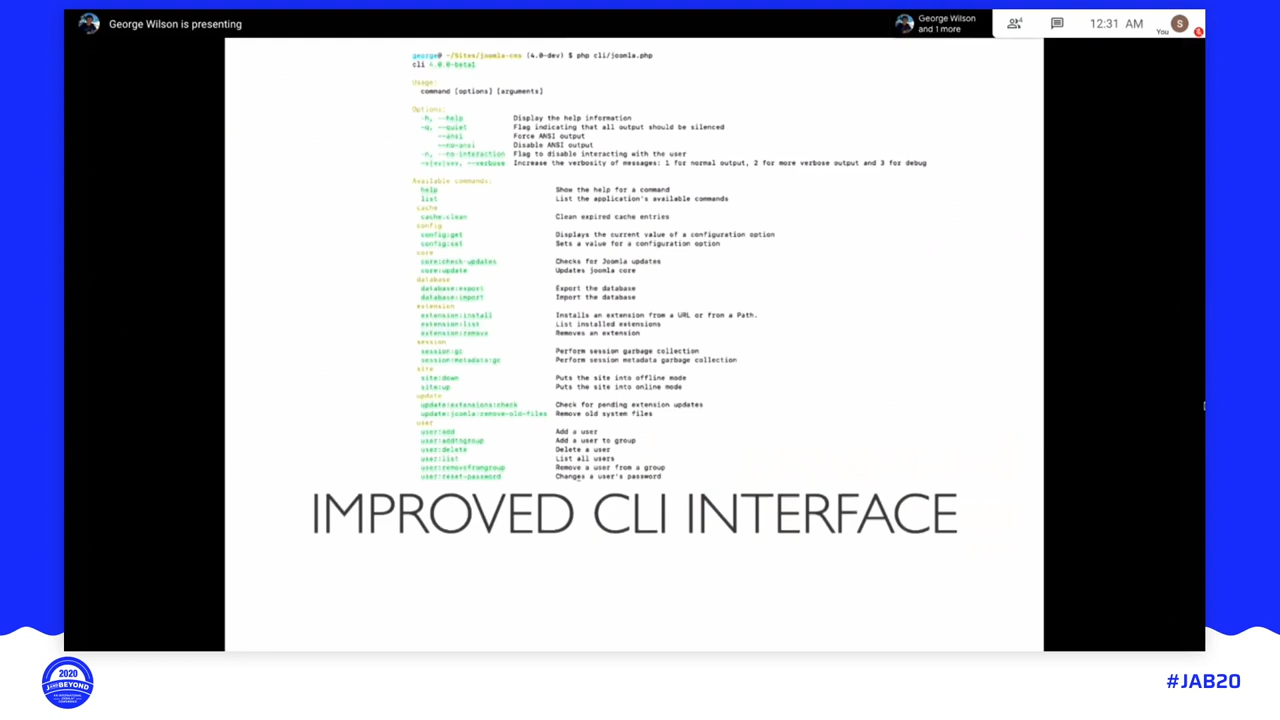 George Wilson is presenting
George Wilson
and 1 more
4
12:31 AM
You
S
george@ ~/Sites/joomla-cms (4.0-dev) $ php cli/joomla.php
cli 4.0.0-beta1
Usage:
command [options] [arguments]
Options:
-h, --help Display the help information
-q, --quiet Flag indicating that all output should be silenced
--ansi Force ANSI output
--no-ansi Disable ANSI output
-n, --no-interaction Flag to disable interacting with the user
-v|vv|vvv, --verbose Increase the verbosity of messages: 1 for normal output, 2 for more verbose output and 3 for debug
Available commands:
help Show the help for a command
list List the application's available commands
cache
cache:clean Clean expired cache entries
config
config:get Displays the current value of a configuration option
config:set Sets a value for a configuration option
core
core:check-updates Checks for Joomla updates
core:update Updates joomla core
database
database:export Export the database
database:import Import the database
extension
extension:install Installs an extension from a URL or from a Path.
extension:list List installed extensions
extension:remove Removes an extension
session
session:gc Perform session garbage collection
session:metadata:gc Perform session metadata garbage collection
site
site:down Puts the site into offline mode
site:up Puts the site into online mode
update
update:extensions:check Check for pending extension updates
update:joomla:remove-old-files Remove old system files
user
user:add Add a user
user:addtogroup Add a user to group
user:delete Delete a user
user:list List all users
user:removefromgroup Remove a user from a group
user:reset-password Changes a user's password
IMPROVED CLI INTERFACE
2020
J AND BEYOND
AN INTERNATIONAL
JOOMLA!
CONFERENCE
#JAB20